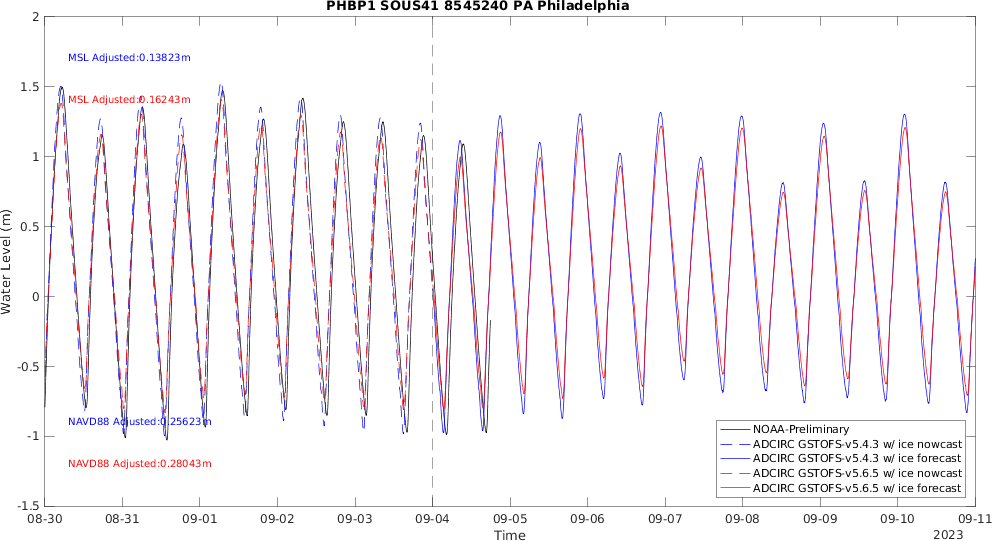 PHBP1 SOUS41 8545240 PA Philadelphia
2
1.5
1
0.5
0
-0.5
-1
-1.5
Water Level (m)
MSL Adjusted:0.13823m
MSL Adjusted:0.16243m
NAVD88 Adjusted:0.25623m
NAVD88 Adjusted:0.28043m
NOAA-Preliminary
ADCIRC GSTOFS-v5.4.3 w/ ice nowcast
ADCIRC GSTOFS-v5.4.3 w/ ice forecast
ADCIRC GSTOFS-v5.6.5 w/ ice nowcast
ADCIRC GSTOFS-v5.6.5 w/ ice forecast
08-30 08-31 09-01 09-02 09-03 09-04 09-05 09-06 09-07 09-08 09-09 09-10 09-11
Time
2023